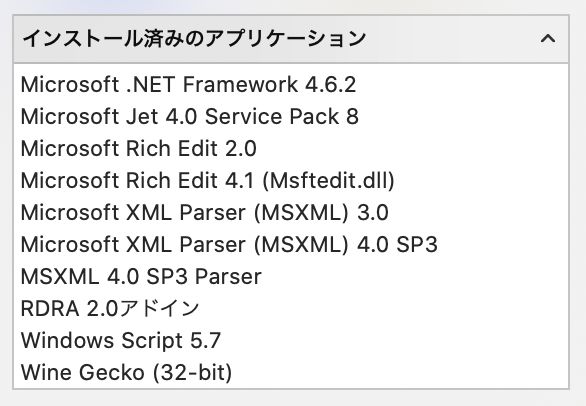 インストール済みのアプリケーション
Microsoft .NET Framework 4.6.2
Microsoft Jet 4.0 Service Pack 8
Microsoft Rich Edit 2.0
Microsoft Rich Edit 4.1 (Msftedit.dll)
Microsoft XML Parser (MSXML) 3.0
Microsoft XML Parser (MSXML) 4.0 SP3
MSXML 4.0 SP3 Parser
RDRA 2.0アドイン
Windows Script 5.7
Wine Gecko (32-bit)